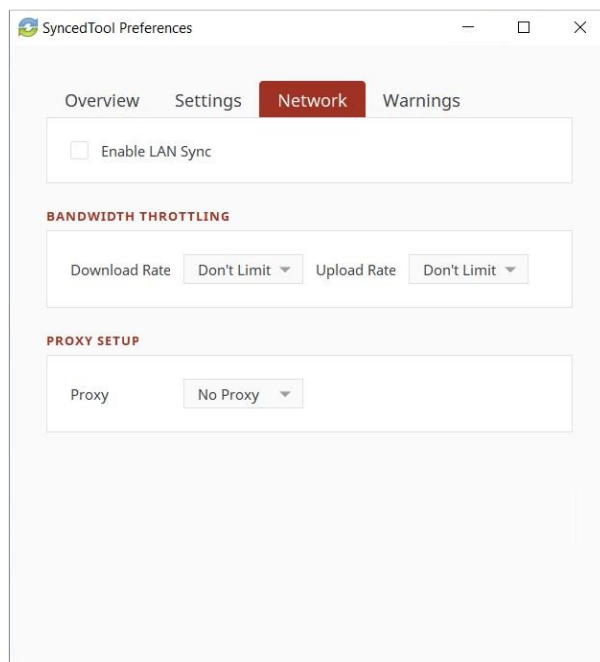 SyncedTool Preferences
Overview Settings Network Warnings
Enable LAN Sync
BANDWIDTH THROTTLING
Download Rate Don't Limit Upload Rate Don't Limit
PROXY SETUP
Proxy No Proxy